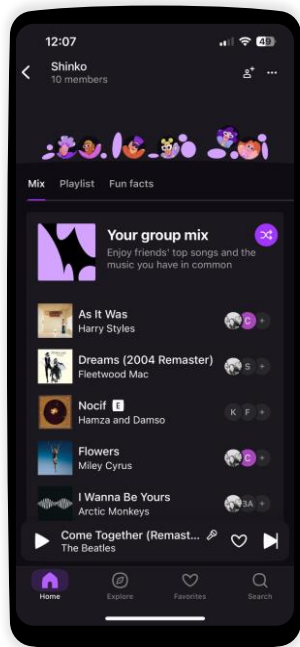 12:07
49
Shinko
10 members
Mix Playlist Fun facts
Your group mix
Enjoy friends' top songs and the
music you have in common
As It Was
Harry Styles
C +
Dreams (2004 Remaster)
Fleetwood Mac
S +
Nocif E
Hamza and Damso
K F +
Flowers
Miley Cyrus
C +
I Wanna Be Yours
Arctic Monkeys
+
Come Together (Remast...
The Beatles
Home Explore Favorites Search